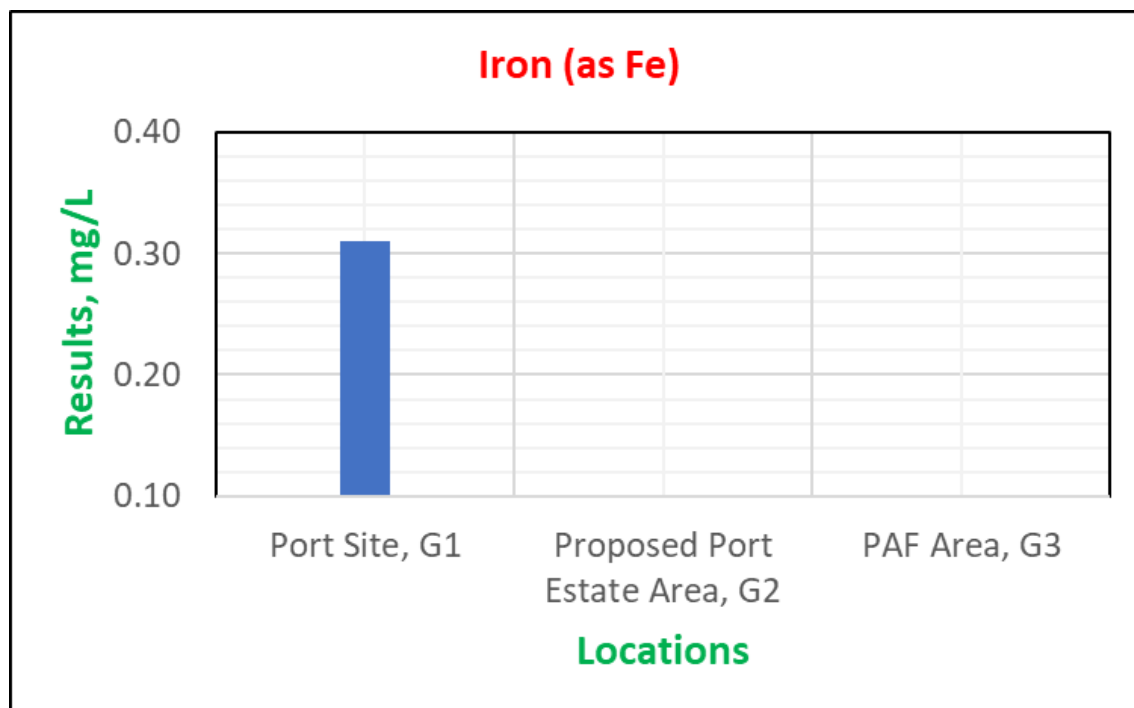 Iron (as Fe)
Results, mg/L
0.40
0.30
0.20
0.10
Port Site, G1
Proposed Port
Estate Area, G2
PAF Area, G3
Locations